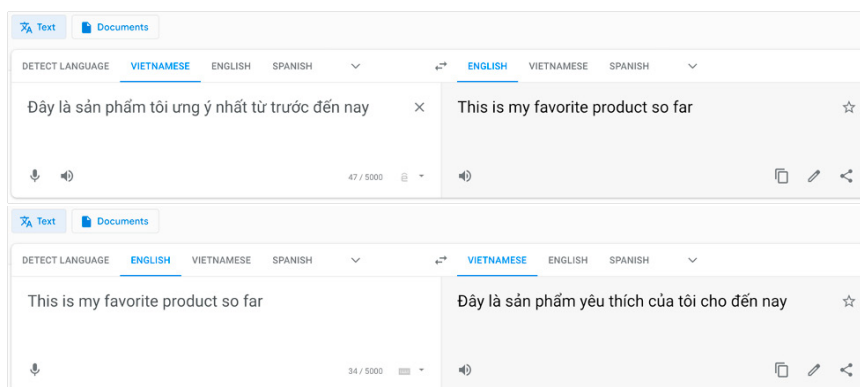 Text Documents
DETECT LANGUAGE VIETNAMESE ENGLISH SPANISH ENGLISH VIETNAMESE SPANISH
Đây là sản phẩm tôi ưng ý nhất từ trước đến nay This is my favorite product so far
47 / 5000
Text Documents
DETECT LANGUAGE ENGLISH VIETNAMESE SPANISH VIETNAMESE ENGLISH SPANISH
This is my favorite product so far Đây là sản phẩm yêu thích của tôi cho đến nay
34 / 5000